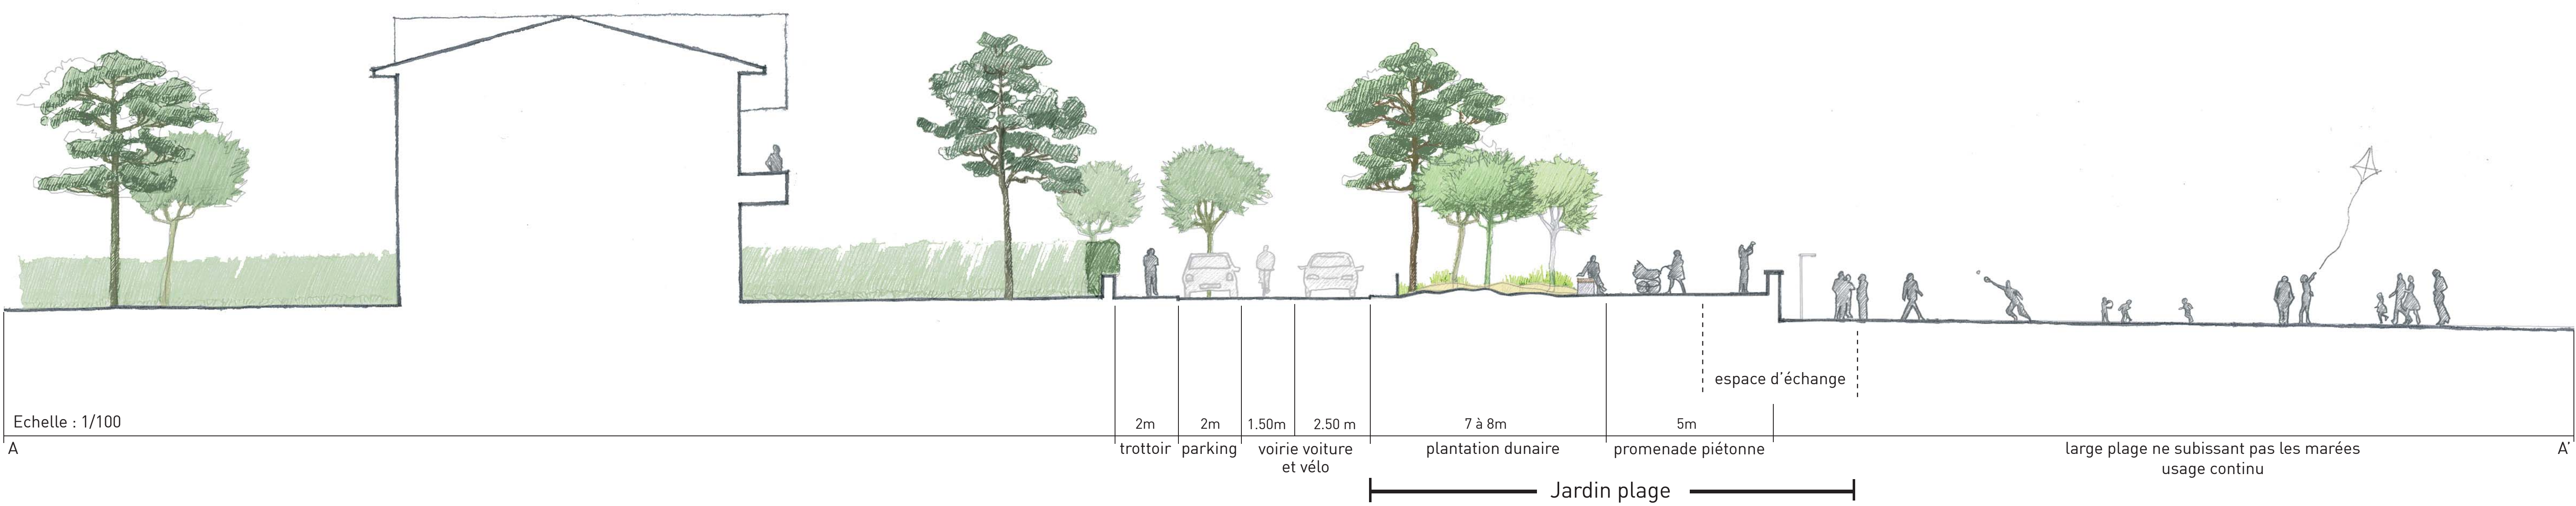 espace d'échange
Echelle : 1/100
2m
2m
1.50m
2.50 m
7 à 8m
5m
A
trottoir
parking
voirie voiture
et vélo
plantation dunaire
promenade piétonne
large plage ne subissant pas les marées
usage continu
A'
Jardin plage